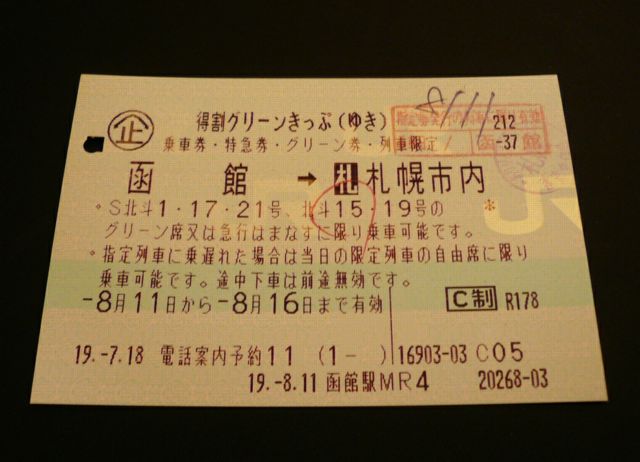 企 得割グリーンきっぷ(ゆき) 8/11 212
乗車券・特急券・グリーン券・列車限定 函館 -37
函館 → 札 札幌市内
* S北斗1・17・21号、北斗15、19号の *
グリーン席又は急行はまなすに限り乗車可能です。
* 指定列車に乗遅れた場合は当日の限定列車の自由席に限り
乗車可能です。途中下車は前途無効です。
-8月11日から-8月16日まで有効 C制 R178
19.-7.18 電話案内予約11 (1- ) 16903-03 C05
19.-8.11 函館駅MR4 20268-03